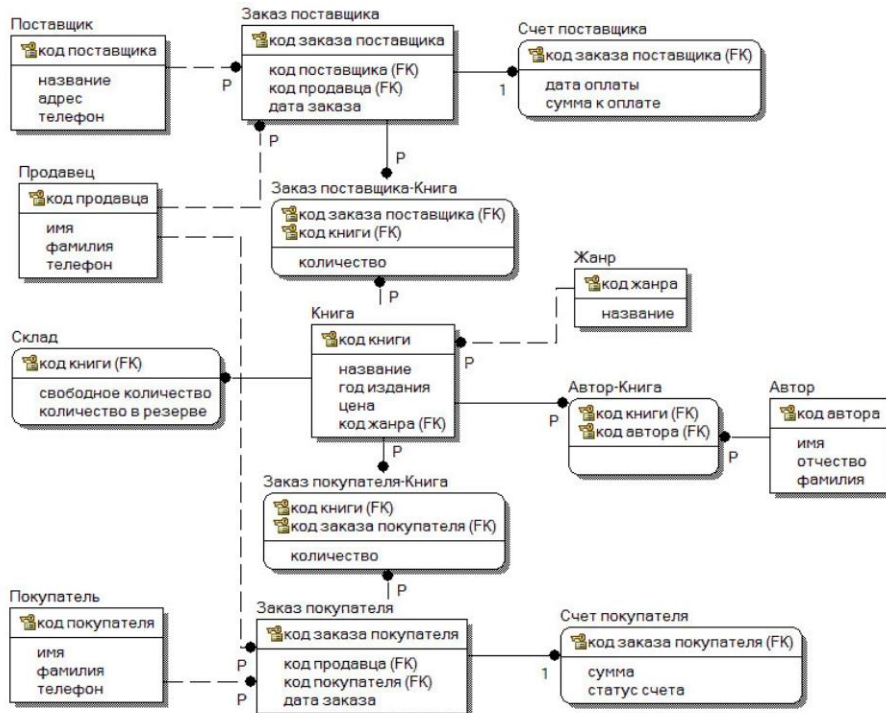 Поставщик
код поставщика
название
адрес
телефон
P
Заказ поставщика
код заказа поставщика
код поставщика (FK)
код продавца (FK)
дата заказа
P
P
1
Счет поставщика
код заказа поставщика (FK)
дата оплаты
сумма к оплате
Продавец
код продавца
имя
фамилия
телефон
Заказ поставщика-Книга
код заказа поставщика (FK)
код книги (FK)
количество
P
Жанр
код жанра
название
Склад
код книги (FK)
свободное количество
количество в резерве
Книга
код книги
название
год издания
цена
код жанра (FK)
P
P
P
Автор-Книга
код книги (FK)
код автора (FK)
P
Автор
код автора
имя
отчество
фамилия
Заказ покупателя-Книга
код книги (FK)
код заказа покупателя (FK)
количество
P
Покупатель
код покупателя
имя
фамилия
телефон
P
P
Заказ покупателя
код заказа покупателя
код продавца (FK)
код покупателя (FK)
дата заказа
1
Счет покупателя
код заказа покупателя (FK)
сумма
статус счета